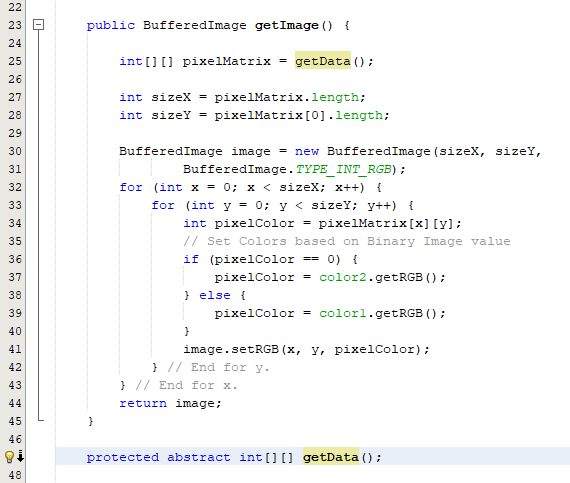 22
23 public BufferedImage getImage() {
24
25 int[][] pixelMatrix = getData();
26
27 int sizeX = pixelMatrix.length;
28 int sizeY = pixelMatrix[0].length;
29
30 BufferedImage image = new BufferedImage(sizeX, sizeY,
31 BufferedImage.TYPE_INT_RGB);
32 for (int x = 0; x < sizeX; x++) {
33 for (int y = 0; y < sizeY; y++) {
34 int pixelColor = pixelMatrix[x][y];
35 // Set Colors based on Binary Image value
36 if (pixelColor == 0) {
37 pixelColor = color2.getRGB();
38 } else {
39 pixelColor = color1.getRGB();
40 }
41 image.setRGB(x, y, pixelColor);
42 } // End for y.
43 } // End for x.
44 return image;
45 }
46
protected abstract int[][] getData();
48